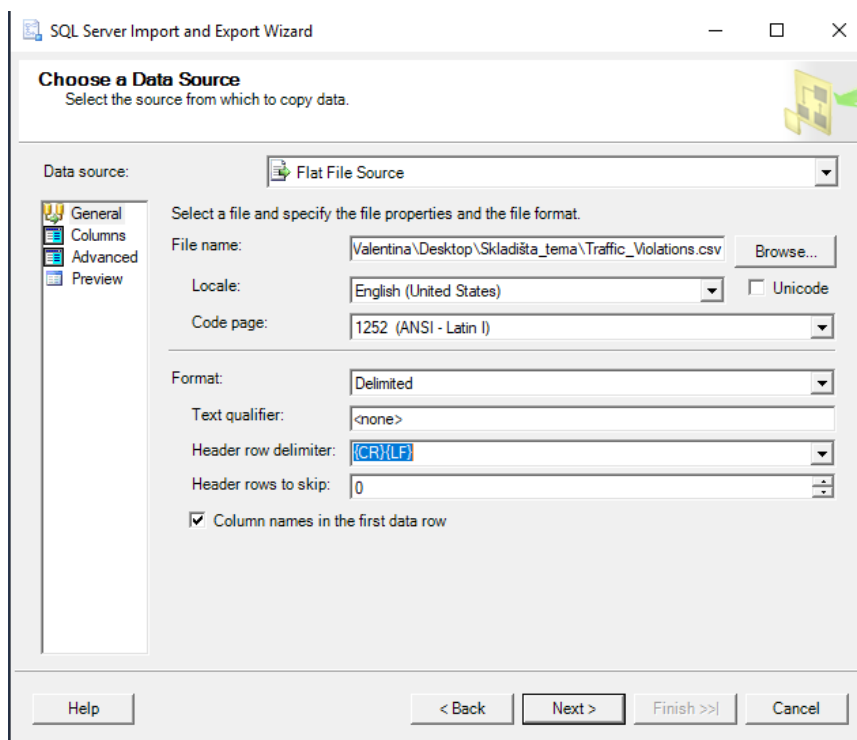 SQL Server Import and Export Wizard
Choose a Data Source
Select the source from which to copy data.
Data source: Flat File Source
General
Columns
Advanced
Preview
Select a file and specify the file properties and the file format.
File name: Valentina\Desktop\Skladišta_tema\Traffic_Violations.csv Browse...
Locale: English (United States) Unicode
Code page: 1252 (ANSI - Latin I)
Format: Delimited
Text qualifier: <none>
Header row delimiter: {CR}{LF}
Header rows to skip: 0
Column names in the first data row
Help < Back Next > Finish >>| Cancel